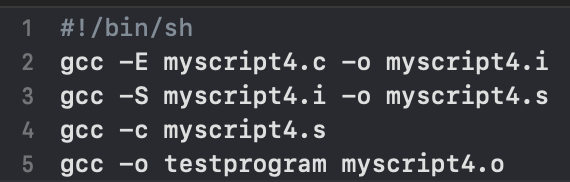 1 #!/bin/sh
2 gcc -E myscript4.c -o myscript4.i
3 gcc -S myscript4.i -o myscript4.s
4 gcc -c myscript4.s
5 gcc -o testprogram myscript4.o